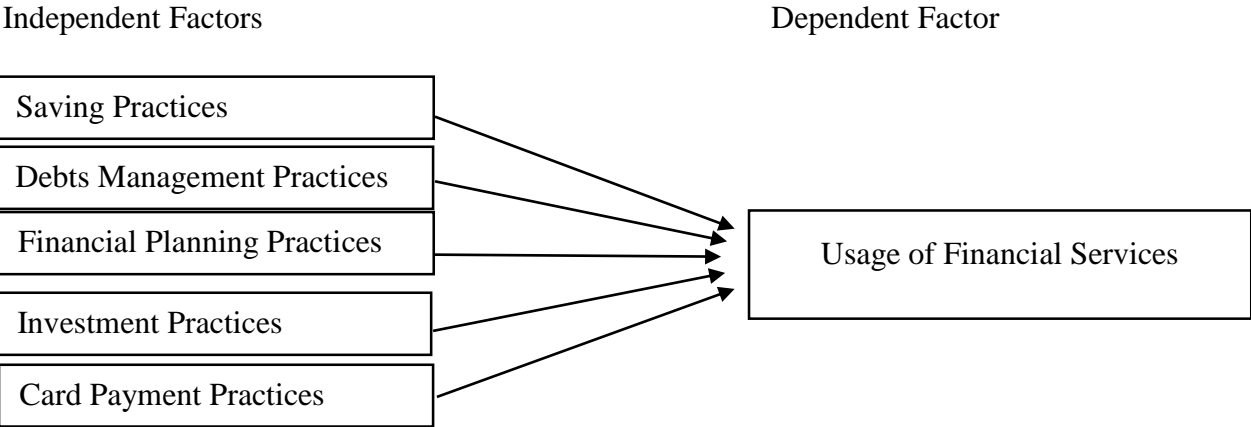 Independent Factors
Dependent Factor
Saving Practices
Debts Management Practices
Financial Planning Practices
Usage of Financial Services
Investment Practices
Card Payment Practices